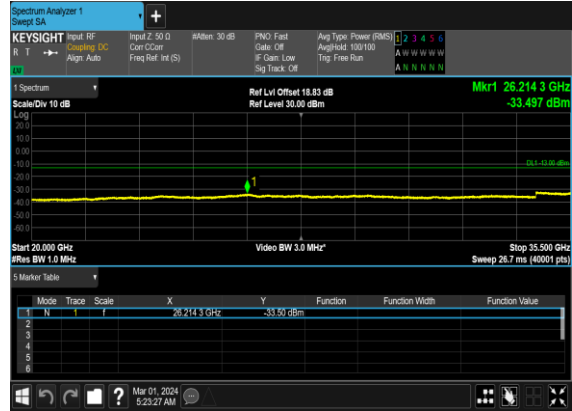 Spectrum Analyzer 1
Swept SA
+
KEYSIGHT
R T
LW
Input: RF
Coupling: DC
Align: Auto
Input Z: 50 Ω
Corr CCorr
Freq Ref: Int (S)
#Atten: 30 dB
PNO: Fast
Gate: Off
IF Gain: Low
Sig Track: Off
Avg Type: Power (RMS)
Avg|Hold: 100/100
Trig: Free Run
1 2 3 4 5 6
A W W W W W
A N N N N N
1 Spectrum
Scale/Div 10 dB
Ref Lvl Offset 18.83 dB
Ref Level 30.00 dBm
Mkr1 26.214 3 GHz
-33.497 dBm
Log
20.0
10.0
0.00
-10.0
-20.0
-30.0
-40.0
-50.0
-60.0
DL1 -13.00 dBm
1
Start 20.000 GHz
#Res BW 1.0 MHz
Video BW 3.0 MHz*
Stop 35.500 GHz
Sweep 26.7 ms (40001 pts)
5 Marker Table
Mode Trace Scale X Y Function Function Width Function Value
1 N 1 f 26.214 3 GHz -33.50 dBm
2
3
4
5
6
?
Mar 01, 2024
5:23:27 AM